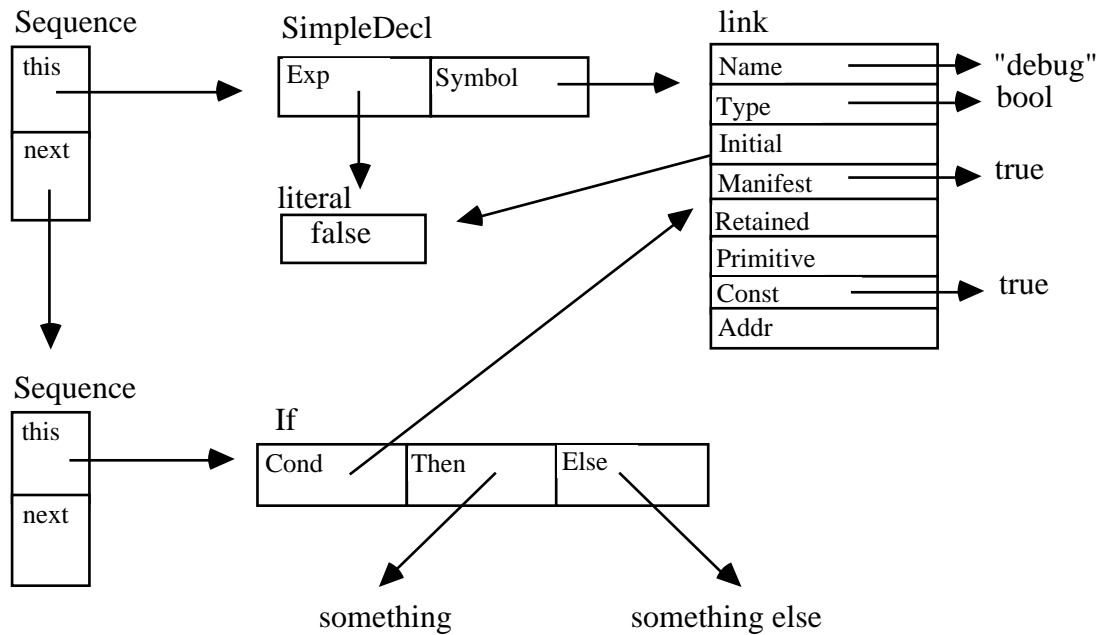 Sequence
this
next
SimpleDecl
Exp
Symbol
literal
false
link
Name
"debug"
Type
bool
Initial
Manifest
true
Retained
Primitive
Const
true
Addr
Sequence
this
next
If
Cond
Then
Else
something
something else